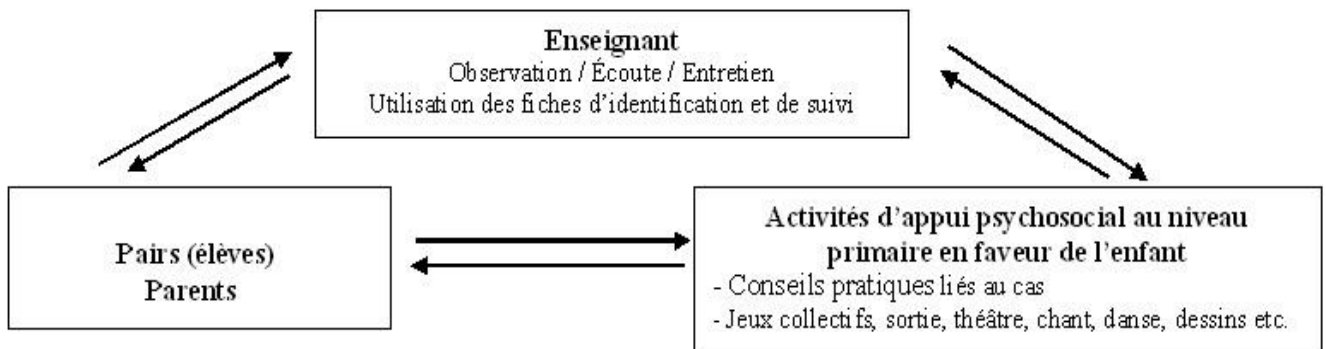 Enseignant
Observation / Écoute / Entretien
Utilisation des fiches d'identification et de suivi
Pairs (élèves)
Parents
Activités d'appui psychosocial au niveau
primaire en faveur de l'enfant
- Conseils pratiques liés au cas
- Jeux collectifs, sortie, théâtre, chant, danse, dessins etc.